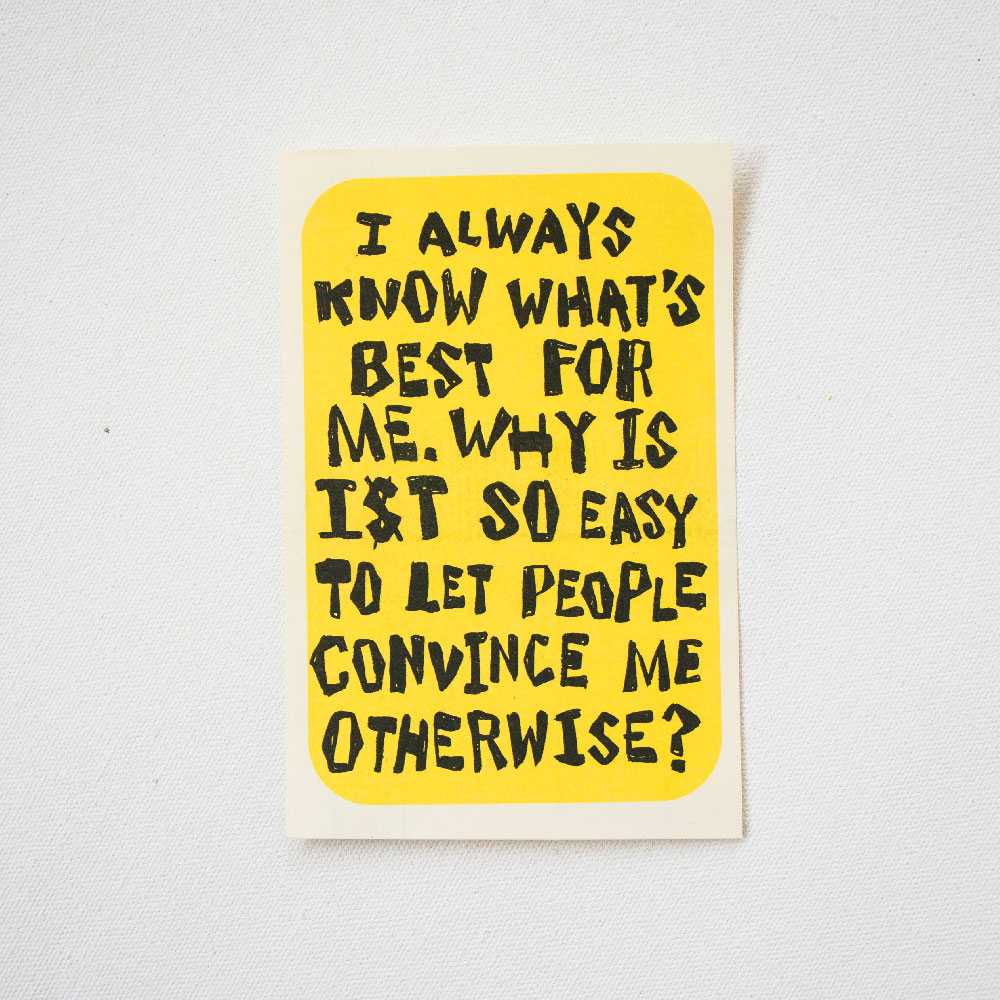 I ALWAYS
KNOW WHAT'S
BEST FOR
ME. WHY IS
I$T SO EASY
TO LET PEOPLE
CONVINCE ME
OTHERWISE?